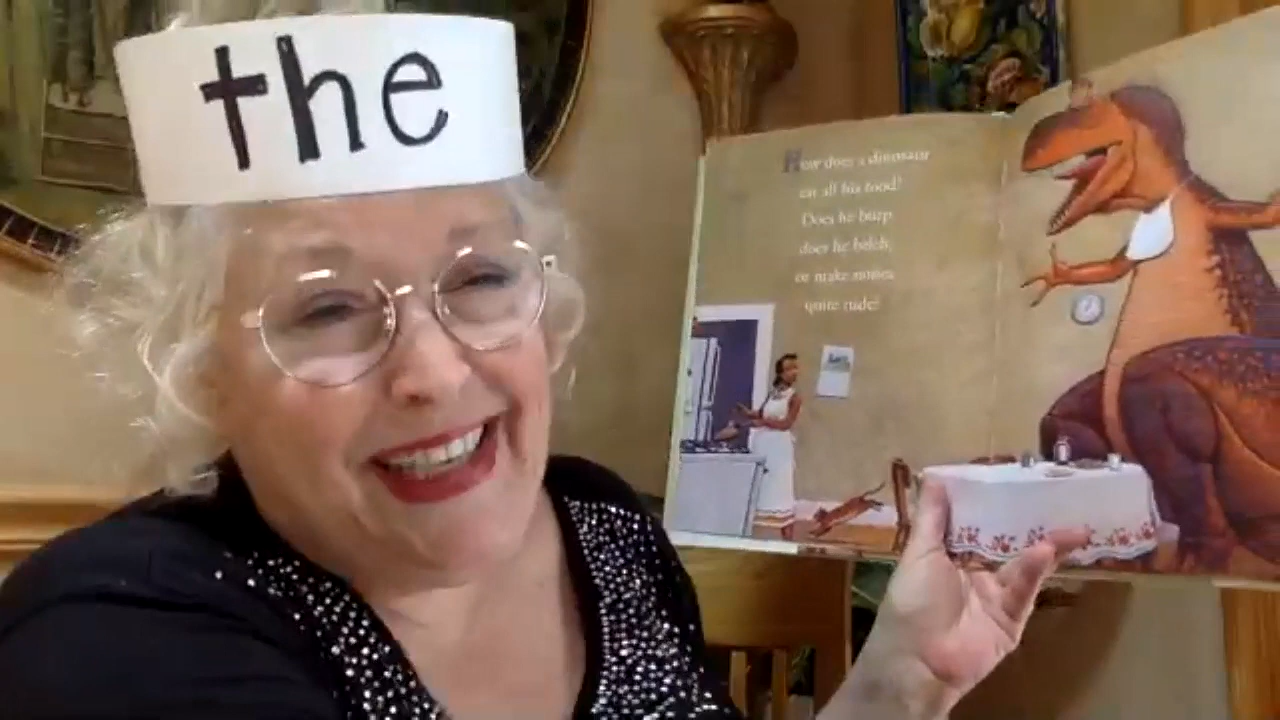 the
How does a dinosaur
eat all his food?
Does he burp,
does he belch,
or make noises
quite rude?